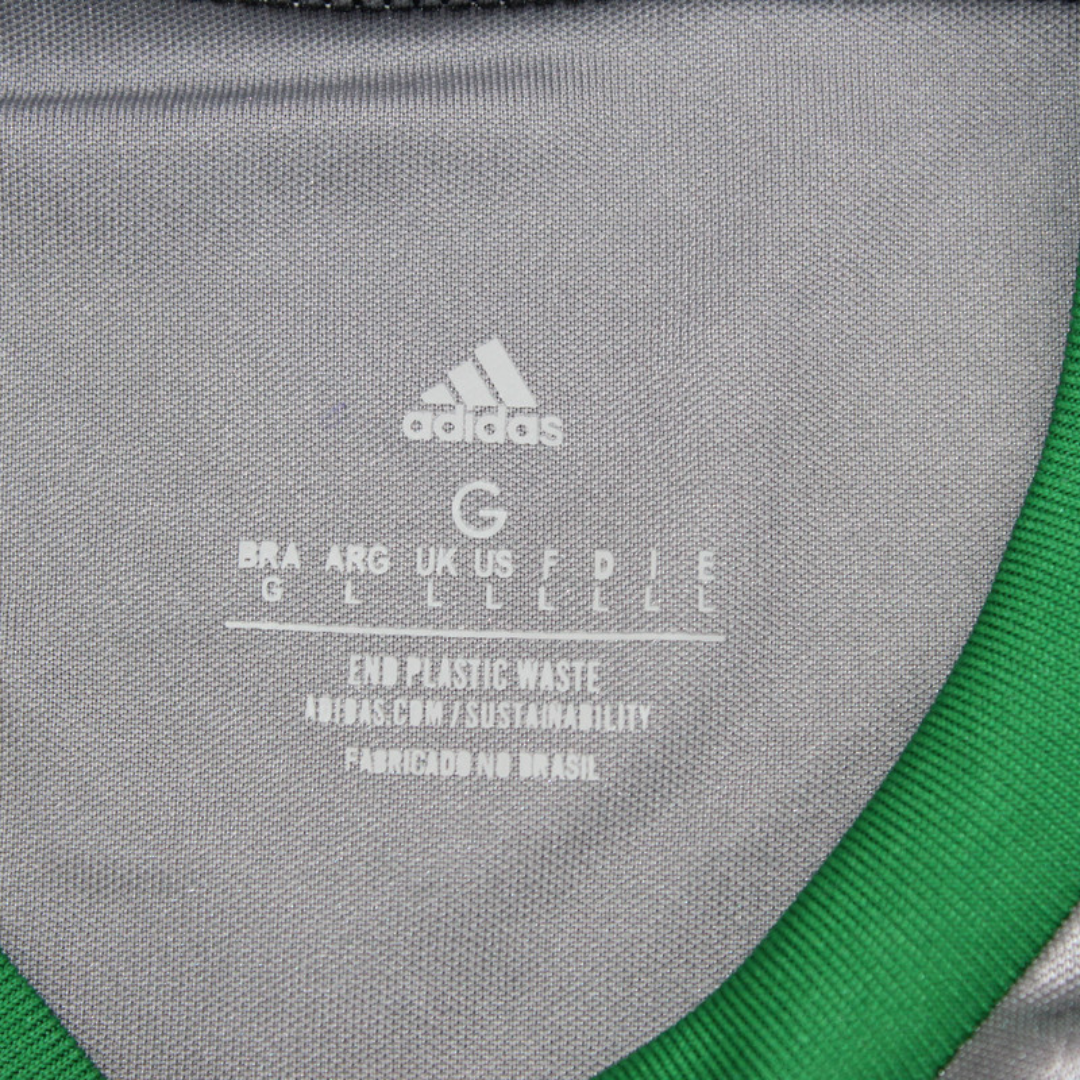 adidas
G
BRA ARG UK US F D I E
G L L L L L L L
END PLASTIC WASTE
ADIDAS.COM/SUSTAINABILITY
FABRICADO NO BRASIL